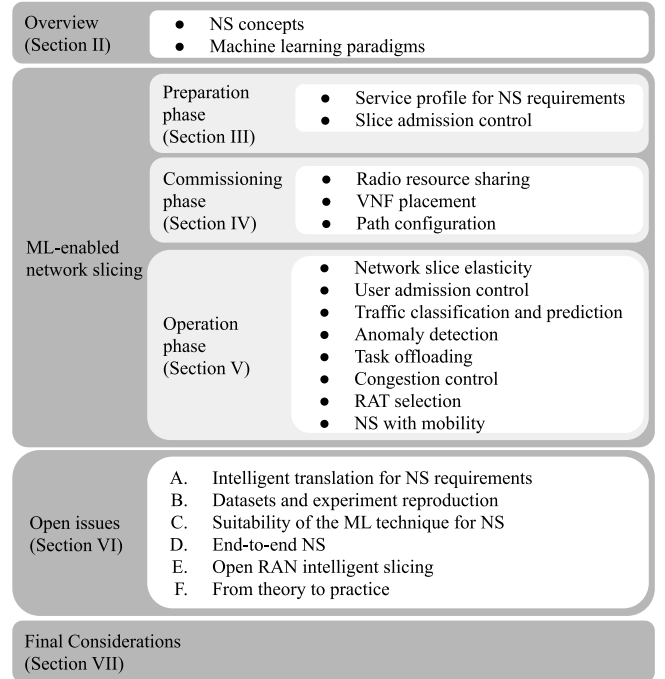 Overview
(Section II)
● NS concepts
● Machine learning paradigms
ML-enabled
network slicing
Preparation
phase
(Section III)
● Service profile for NS requirements
● Slice admission control
Commissioning
phase
(Section IV)
● Radio resource sharing
● VNF placement
● Path configuration
Operation
phase
(Section V)
● Network slice elasticity
● User admission control
● Traffic classification and prediction
● Anomaly detection
● Task offloading
● Congestion control
● RAT selection
● NS with mobility
Open issues
(Section VI)
A. Intelligent translation for NS requirements
B. Datasets and experiment reproduction
C. Suitability of the ML technique for NS
D. End-to-end NS
E. Open RAN intelligent slicing
F. From theory to practice
Final Considerations
(Section VII)